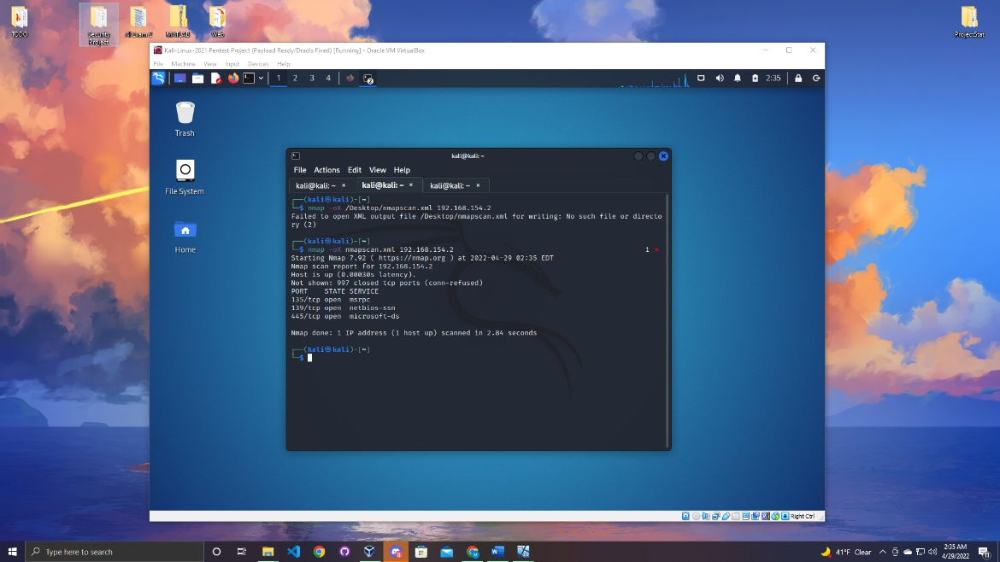 TODO
Security
Project
AI Exam 2
MATLAB
Web
ProjectStat
Kali-Linux-2021 Pentest Project (Payload Ready/Dradis Fixed) [Running] - Oracle VM VirtualBox
File Machine View Input Devices Help
1 2 3 4
2
2:35
Trash
File System
Home
kali@kali: ~
File Actions Edit View Help
kali@kali: ~ × kali@kali: ~ × kali@kali: ~ ×
┌──(kali㉿kali)-[~]
└─$ nmap -oX /Desktop/nmapscan.xml 192.168.154.2
Failed to open XML output file /Desktop/nmapscan.xml for writing: No such file or directo
ry (2)
┌──(kali㉿kali)-[~]
└─$ nmap -oX nmapscan.xml 192.168.154.2 1 ×
Starting Nmap 7.92 ( https://nmap.org ) at 2022-04-29 02:35 EDT
Nmap scan report for 192.168.154.2
Host is up (0.00030s latency).
Not shown: 997 closed tcp ports (conn-refused)
PORT STATE SERVICE
135/tcp open msrpc
139/tcp open netbios-ssn
445/tcp open microsoft-ds
Nmap done: 1 IP address (1 host up) scanned in 2.84 seconds
┌──(kali㉿kali)-[~]
└─$
Right Ctrl
Type here to search
41°F Clear
2:35 AM
4/29/2022